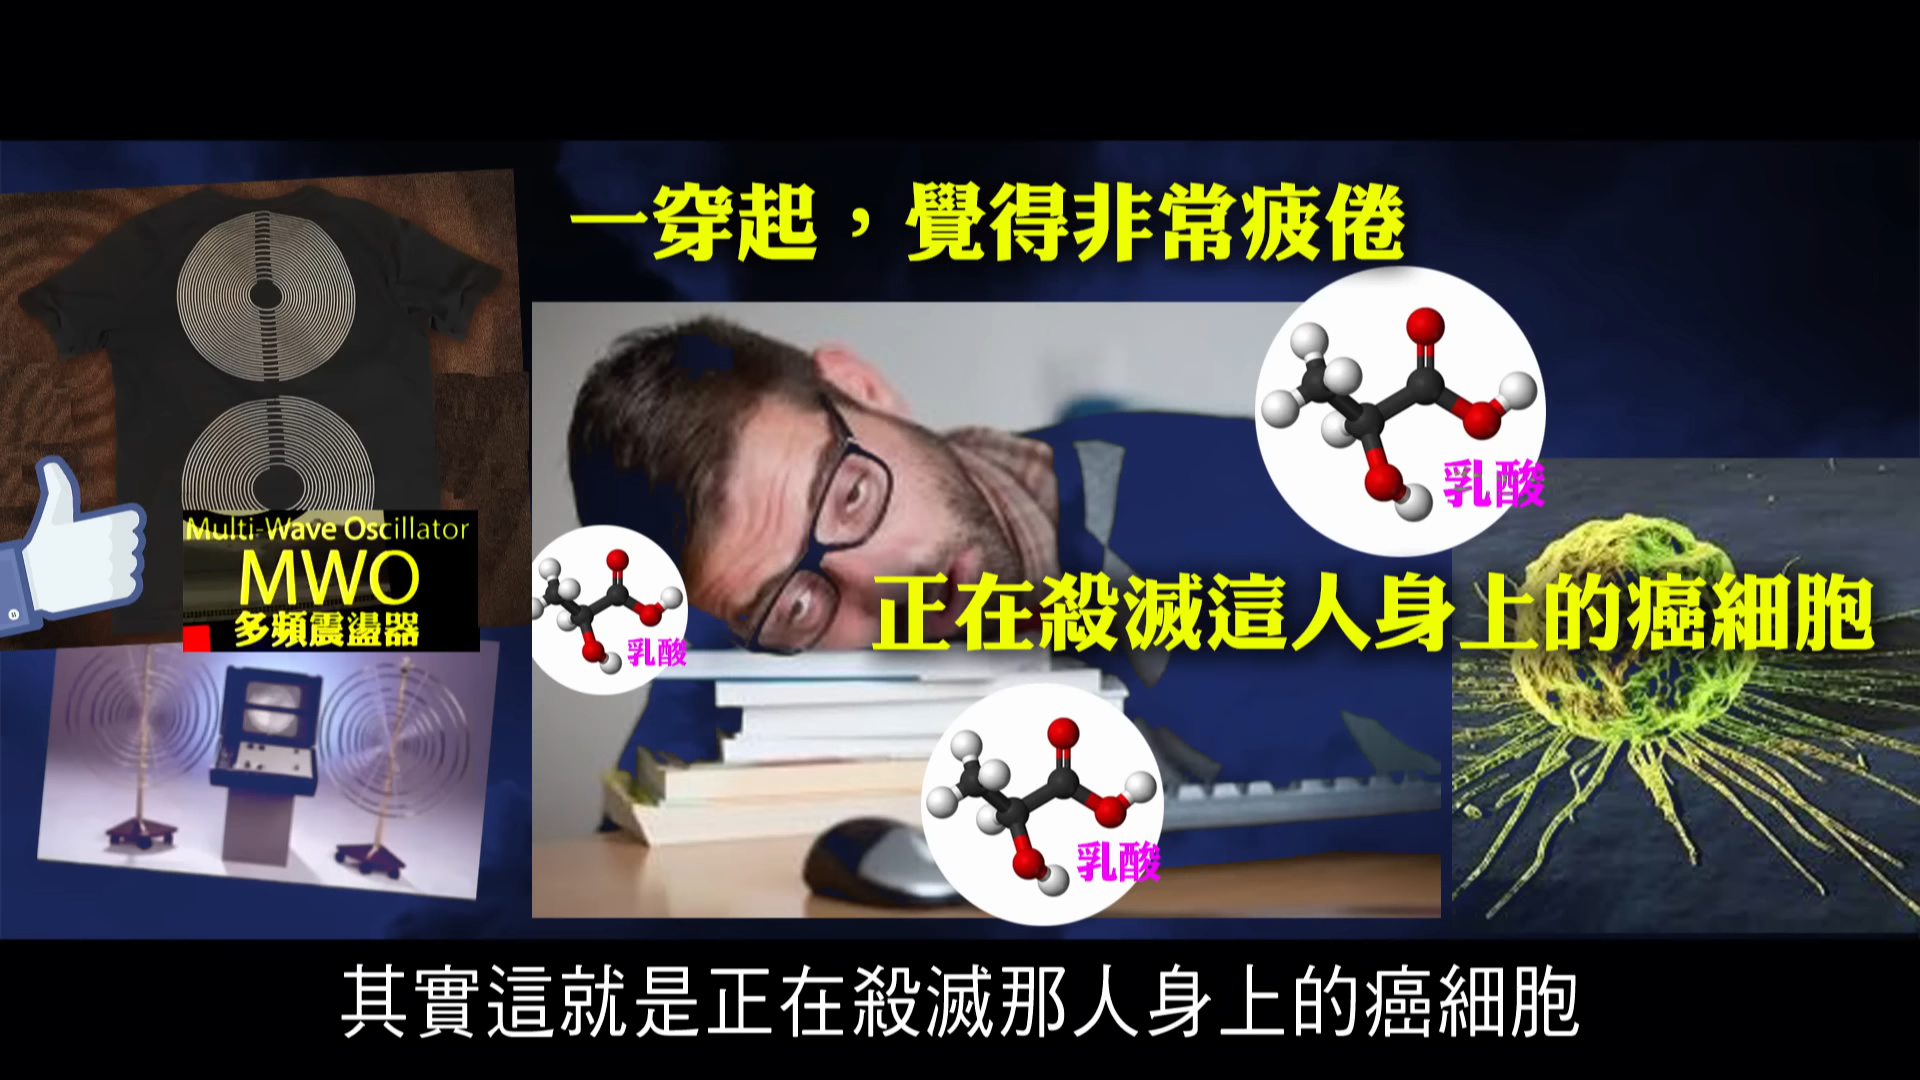 一穿起，覺得非常疲倦
乳酸
Multi-Wave Oscillator
MWO
多頻震盪器
正在殺滅這人身上的癌細胞
乳酸
乳酸
其實這就是正在殺滅那人身上的癌細胞